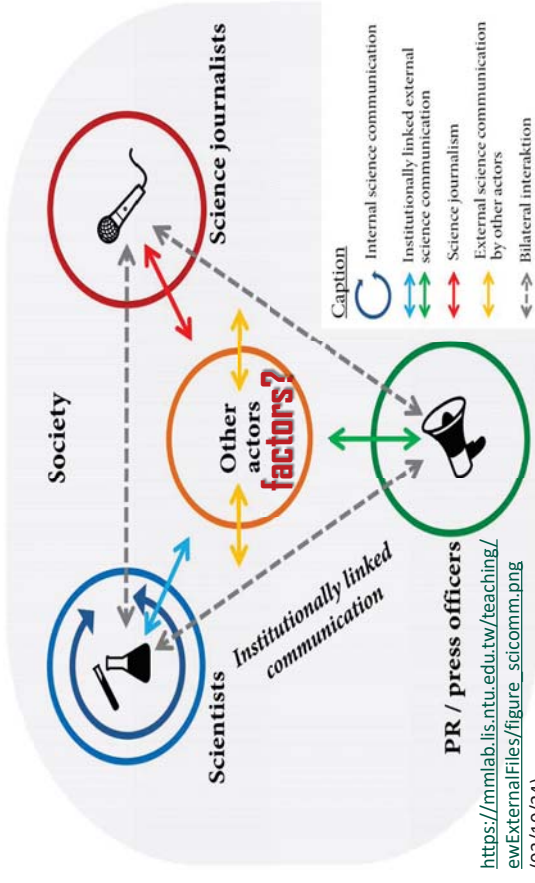 Society
Scientists
Science journalists
Other
actors
factors?
Institutionally linked
communication
PR / press officers
Caption
Internal science communication
Institutionally linked external
science communication
Science journalism
External science communication
by other actors
Bilateral interaktion
https://mmlab.lis.ntu.edu.tw/teaching/
ewExternalFiles/figure_scicomm.png